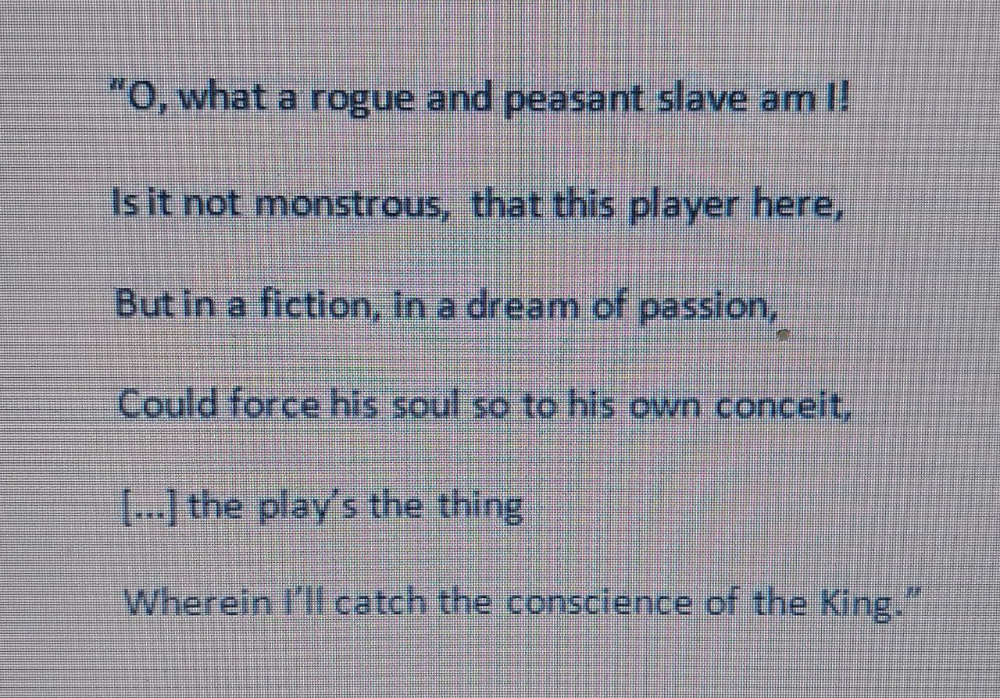 “O, what a rogue and peasant slave am I!
Is it not monstrous, that this player here,
But in a fiction, in a dream of passion,
Could force his soul so to his own conceit,
[...] the play’s the thing
Wherein I’ll catch the conscience of the King.”